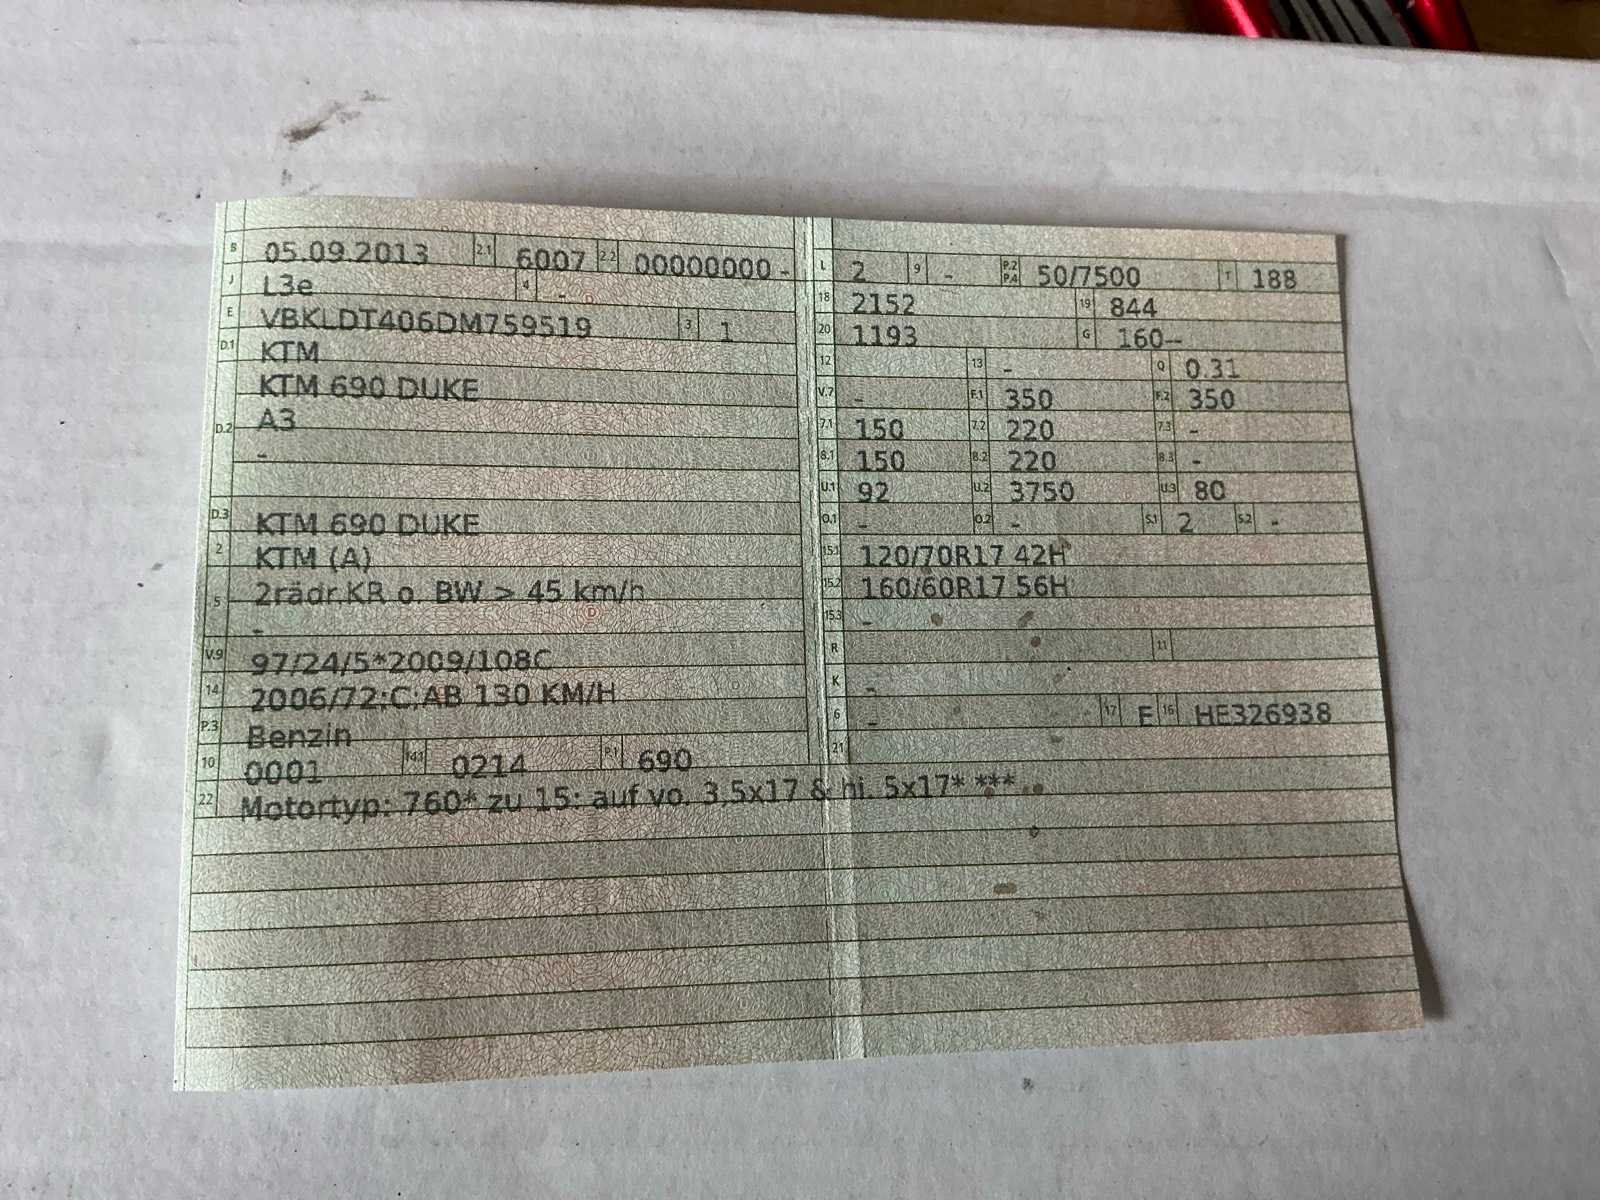 B 05.09.2013 2.1 6007 2.2 00000000 -
J L3e 4 -
E VBKLDT406DM759519 3 1
D.1 KTM
KTM 690 DUKE
D.2 A3
-
D.3 KTM 690 DUKE
2 KTM (A)
5 2rädr.KR o. BW > 45 km/h
-
V.9 97/24/5*2009/108C
14 2006/72;C;AB 130 KM/H
P.3 Benzin
10 0001 14.1 0214 P.1 690
L 2 9 - P.2 P.4 50/7500 T 188
18 2152 19 844
20 1193 G 160--
12 13 - Q 0.31
V.7 - F.1 350 F.2 350
7.1 150 7.2 220 7.3 -
8.1 150 8.2 220 8.3 -
U.1 92 U.2 3750 U.3 80
O.1 - O.2 - S.1 2 S.2 -
15.1 120/70R17 42H
15.2 160/60R17 56H
15.3 -
R 11
K -
6 - 17 E 16 HE326938
21
22 Motortyp: 760* zu 15: auf vo. 3,5x17 & hi. 5x17* ***